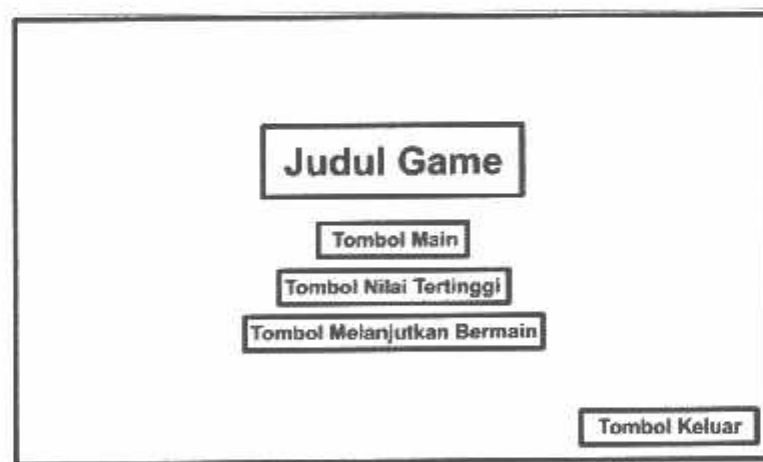 Judul Game
Tombol Main
Tombol Nilai Tertinggi
Tombol Melanjutkan Bermain
Tombol Keluar